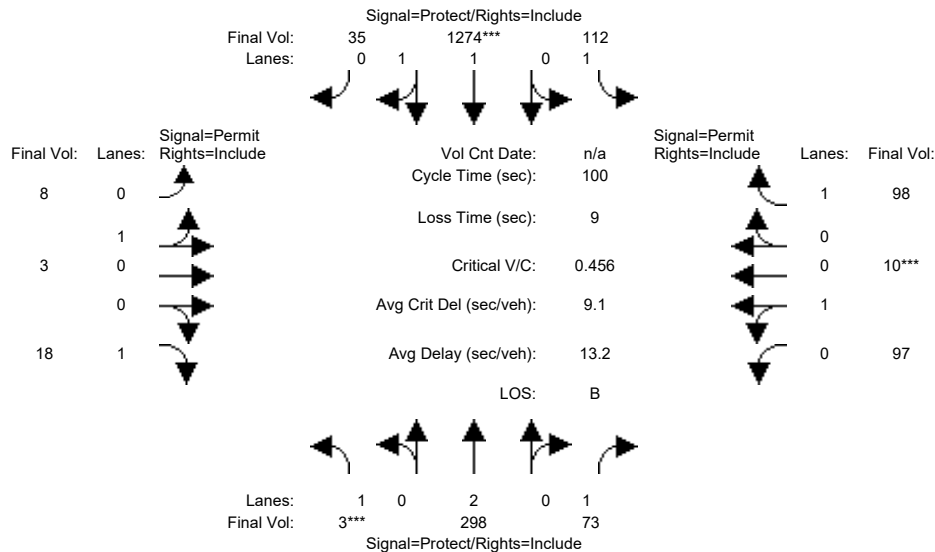 Signal=Protect/Rights=Include
Final Vol: 35 1274*** 112
Lanes: 0 1 1 0 1
Signal=Permit
Final Vol: Lanes: Rights=Include
Vol Cnt Date: n/a
Signal=Permit
Rights=Include Lanes: Final Vol:
Cycle Time (sec): 100
8 0
1 98
Loss Time (sec): 9
1
0
3 0
Critical V/C: 0.456
0 10***
0
Avg Crit Del (sec/veh): 9.1
1
18 1
Avg Delay (sec/veh): 13.2
0 97
LOS: B
Lanes: 1 0 2 0 1
Final Vol: 3*** 298 73
Signal=Protect/Rights=Include